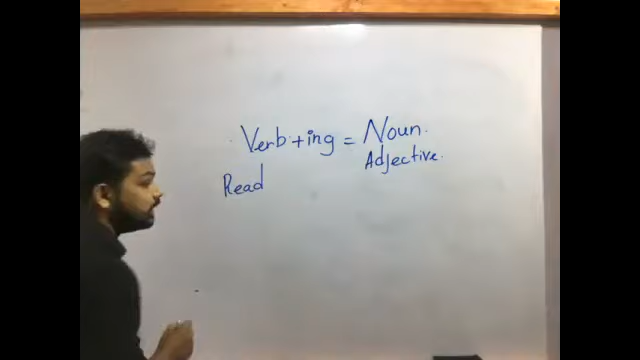 Verb+ing = Noun.
Adjective.
Read